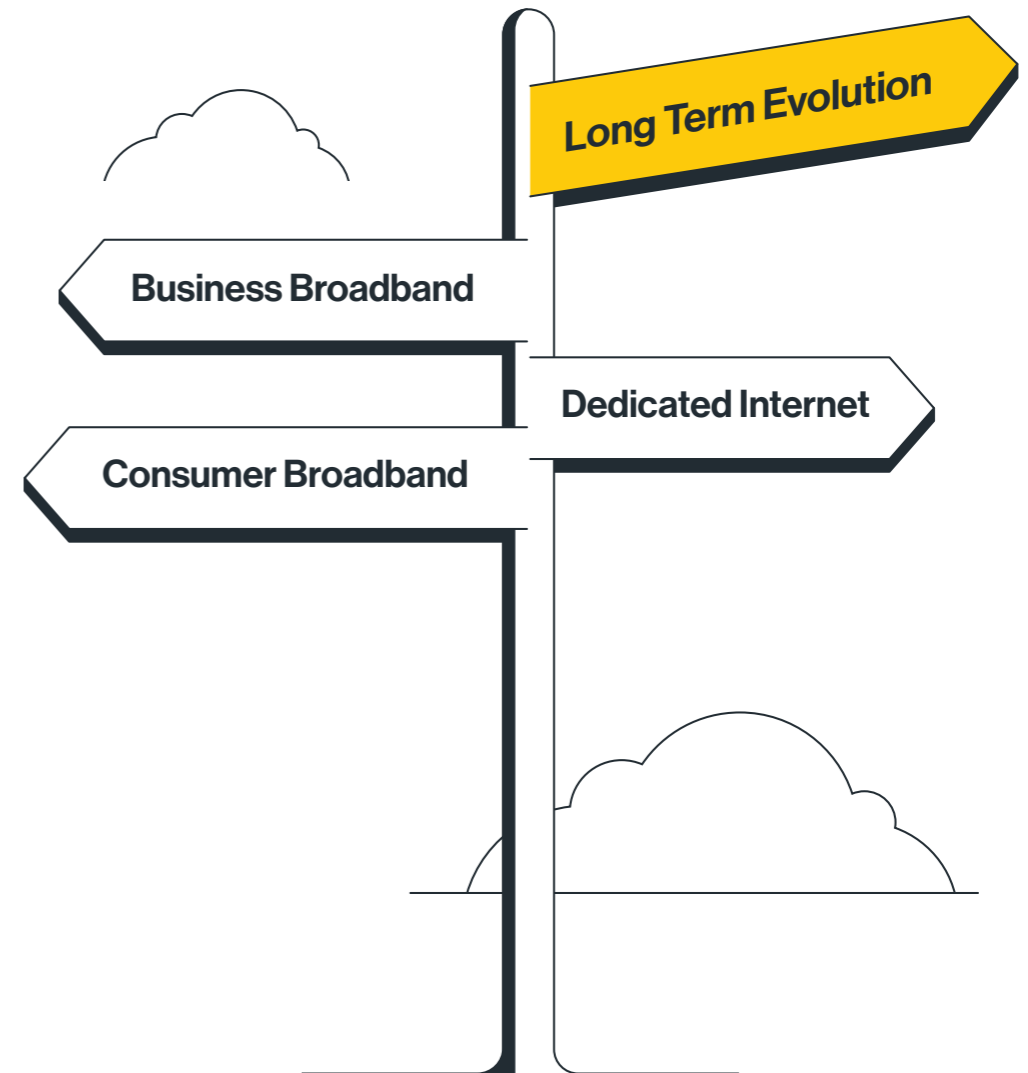 Long Term Evolution
Business Broadband
Dedicated Internet
Consumer Broadband